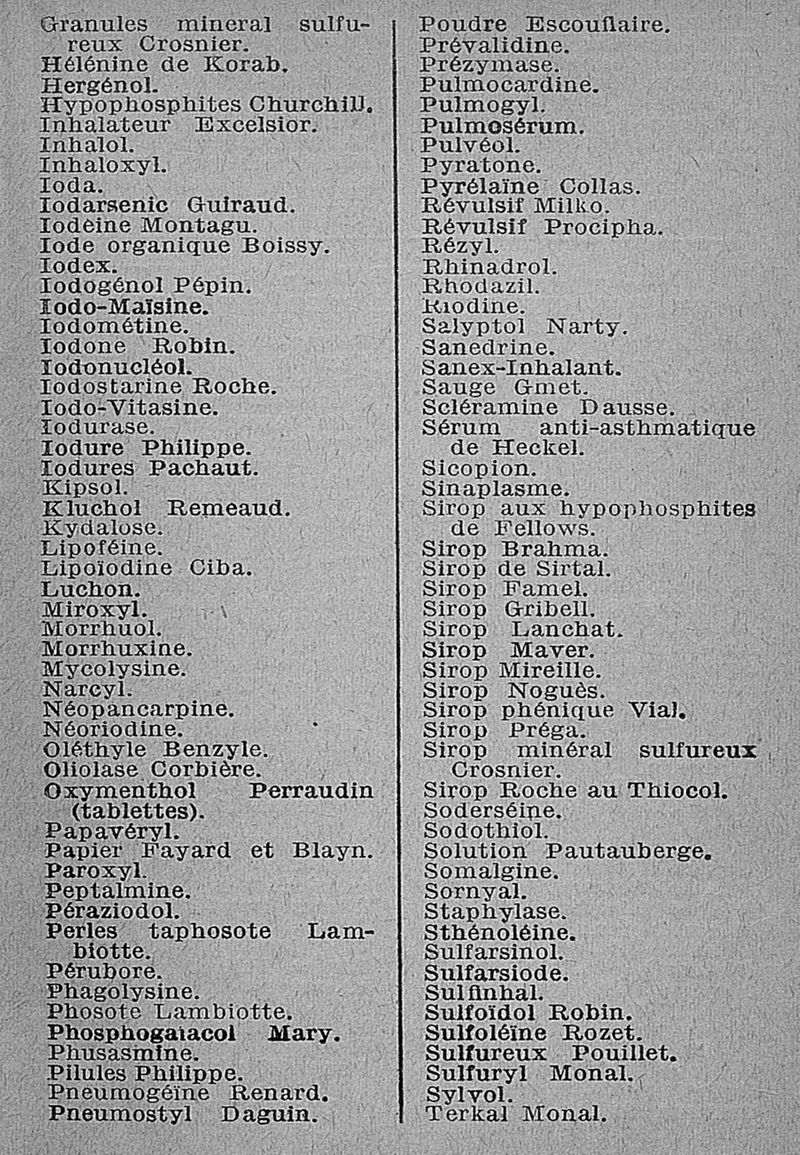 Granules mineral sulfu-
reux Crosnier.
Hélénine de Korab.
Hergénol.
Hypophosphites Churchill.
Inhalateur Excelsior.
Inhalol.
Inhaloxyl.
Ioda.
Iodarsenic Guiraud.
Iodéine Montagu.
Iode organique Boissy.
Iodex.
Iodogénol Pépin.
Iodo-Maïsine.
Iodométine.
Iodone Robin.
Iodonucléol.
Iodostarine Roche.
Iodo-Vitasine.
Iodurase.
Iodure Philippe.
Iodures Pachaut.
Kipsol.
Kluchol Remeaud.
Kydalose.
Lipoféine.
Lipoïodine Ciba.
Luchon.
Miroxyl.
Morrhuol.
Morrhuxine.
Mycolysine.
Narcyl.
Néopancarpine.
Néoriodine.
Oléthyle Benzyle.
Oliolase Corbière.
Oxymenthol Perraudin
(tablettes).
Papavéryl.
Papier Fayard et Blayn.
Paroxyl.
Peptalmine.
Péraziodol.
Perles taphosote Lam-
biotte.
Pérubore.
Phagolysine.
Phosote Lambiotte.
Phosphogaïacol Mary.
Phusasmine.
Pilules Philippe.
Pneumogéïne Renard.
Pneumostyl Daguin.
Poudre Escouflaire.
Prévalidine.
Prézymase.
Pulmocardine.
Pulmogyl.
Pulmosérum.
Pulvéol.
Pyratone.
Pyrélaïne Collas.
Révulsif Milko.
Révulsif Procipha.
Rézyl.
Rhinadrol.
Rhodazil.
Riodine.
Salyptol Narty.
Sanedrine.
Sanex-Inhalant.
Sauge Gmet.
Scléramine Dausse.
Sérum anti-asthmatique
de Heckel.
Sicopion.
Sinaplasme.
Sirop aux hypophosphites
de Fellows.
Sirop Brahma.
Sirop de Sirtal.
Sirop Famel.
Sirop Gribell.
Sirop Lanchat.
Sirop Maver.
Sirop Mireille.
Sirop Noguès.
Sirop phénique Vial.
Sirop Préga.
Sirop minéral sulfureux
Crosnier.
Sirop Roche au Thiocol.
Soderséine.
Sodothiol.
Solution Pautauberge.
Somalgine.
Sornyal.
Staphylase.
Sthénoléine.
Sulfarsinol.
Sulfarsiode.
Sulfinhal.
Sulfoïdol Robin.
Sulfoléïne Rozet.
Sulfureux Pouillet.
Sulfuryl Monal.
Sylvol.
Terkal Monal.